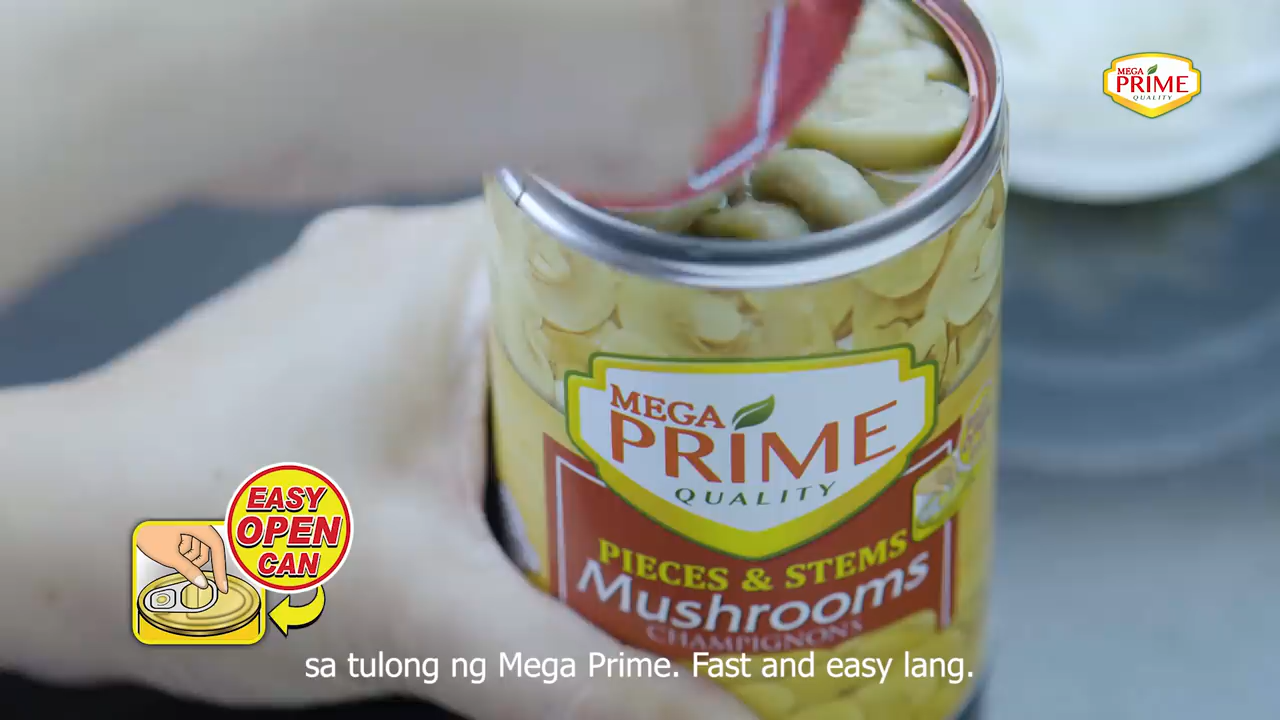 MEGA
PRIME
QUALITY
MEGA
PRIME
QUALITY
PIECES & STEMS
Mushrooms
CHAMPIGNONS
EASY
OPEN
CAN
sa tulong ng Mega Prime. Fast and easy lang.